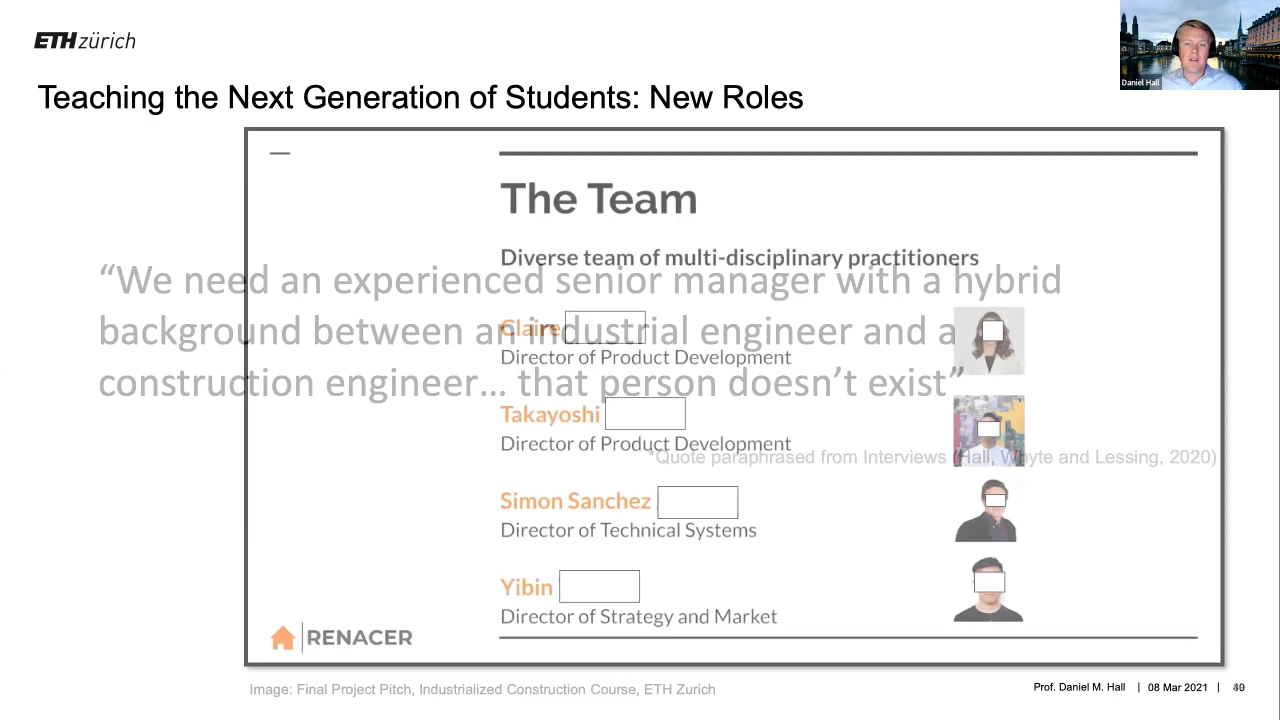 ETH zürich
Daniel Hall
Teaching the Next Generation of Students: New Roles
The Team
Diverse team of multi-disciplinary practitioners
“We need an experienced senior manager with a hybrid
background between an industrial engineer and a
construction engineer… that person doesn’t exist”
*Quote paraphrased from Interviews (Hall, Whyte and Lessing, 2020)
Claire
Director of Product Development
Takayoshi
Director of Product Development
Simon Sanchez
Director of Technical Systems
Yibin
Director of Strategy and Market
RENACER
Image: Final Project Pitch, Industrialized Construction Course, ETH Zurich
Prof. Daniel M. Hall | 08 Mar 2021 |